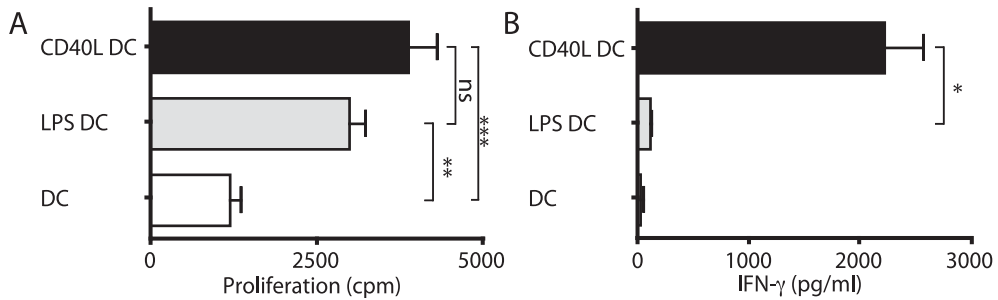 A
CD40L DC
LPS DC
DC
ns
***
**
0
2500
5000
Proliferation (cpm)
B
CD40L DC
LPS DC
DC
*
0
1000
2000
3000
IFN-γ (pg/ml)